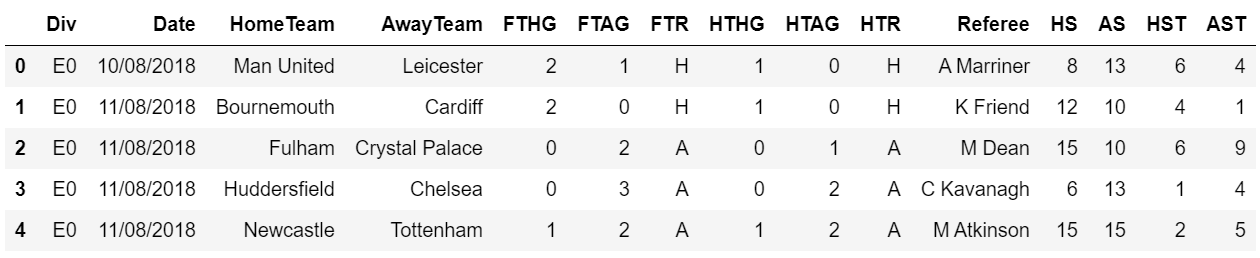 Div Date HomeTeam AwayTeam FTHG FTAG FTR HTHG HTAG HTR Referee HS AS HST AST
0 E0 10/08/2018 Man United Leicester 2 1 H 1 0 H A Marriner 8 13 6 4
1 E0 11/08/2018 Bournemouth Cardiff 2 0 H 1 0 H K Friend 12 10 4 1
2 E0 11/08/2018 Fulham Crystal Palace 0 2 A 0 1 A M Dean 15 10 6 9
3 E0 11/08/2018 Huddersfield Chelsea 0 3 A 0 2 A C Kavanagh 6 13 1 4
4 E0 11/08/2018 Newcastle Tottenham 1 2 A 1 2 A M Atkinson 15 15 2 5